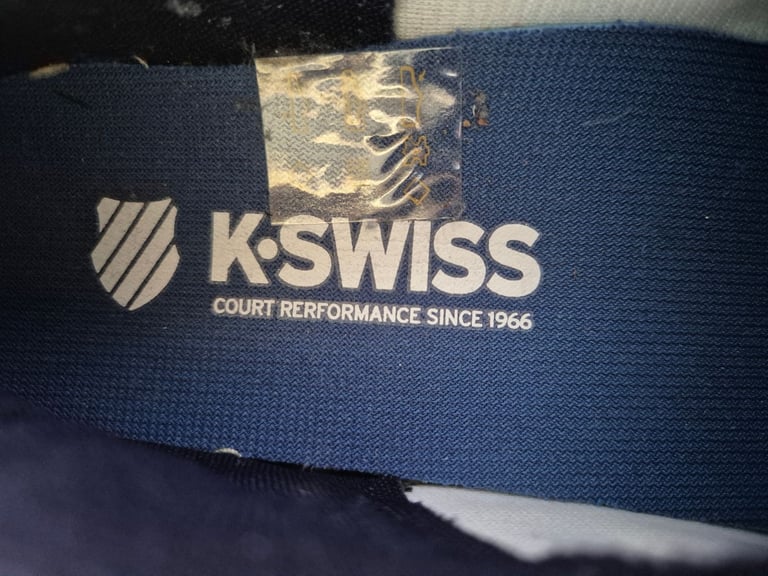 K·SWISS
COURT RERFORMANCE SINCE 1966